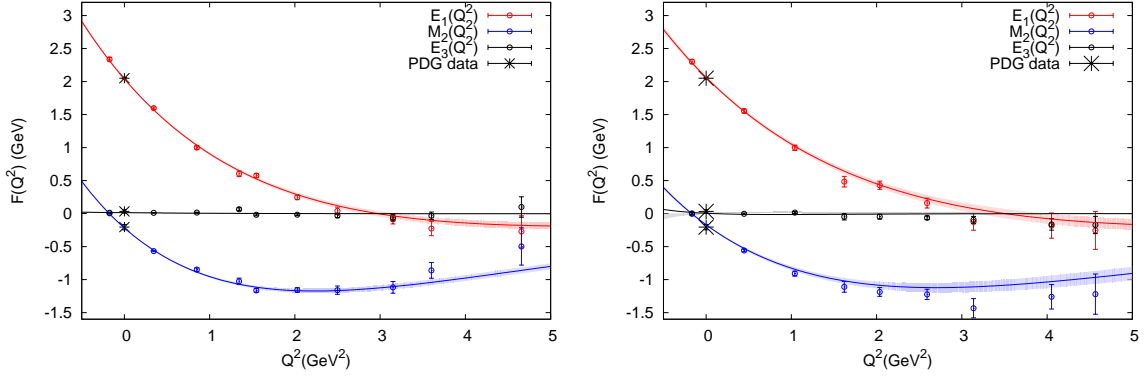 3
2.5
2
1.5
1
0.5
0
-0.5
-1
-1.5
F(Q²) (GeV)
0 1 2 3 4 5
Q²(GeV²)
E₁(Q²)
M₂(Q²)
E₃(Q²)
PDG data
3
2.5
2
1.5
1
0.5
0
-0.5
-1
-1.5
F(Q²) (GeV)
0 1 2 3 4 5
Q²(GeV²)
E₁(Q²)
M₂(Q²)
E₃(Q²)
PDG data